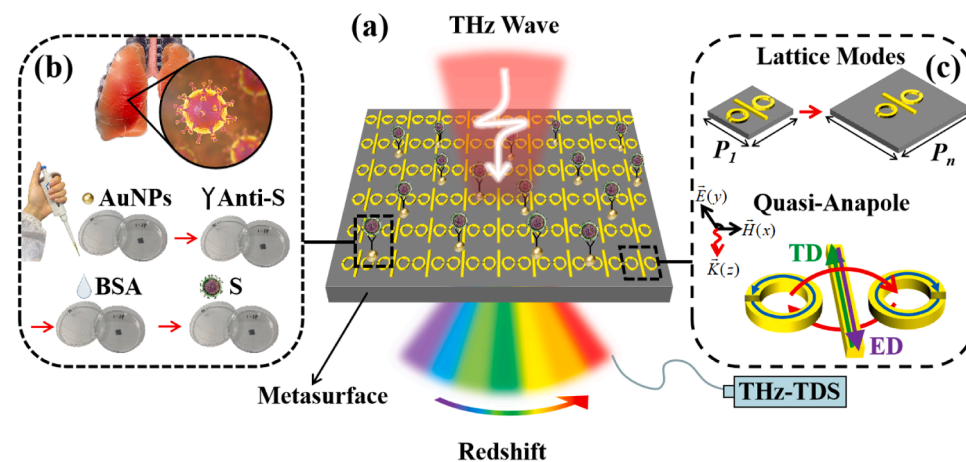 (a)
THz Wave
(b)
AuNPs
Anti-S
BSA
S
Metasurface
Redshift
THz-TDS
Lattice Modes
(c)
P1
Pn
E(y)
H(x)
K(z)
Quasi-Anapole
TD
ED